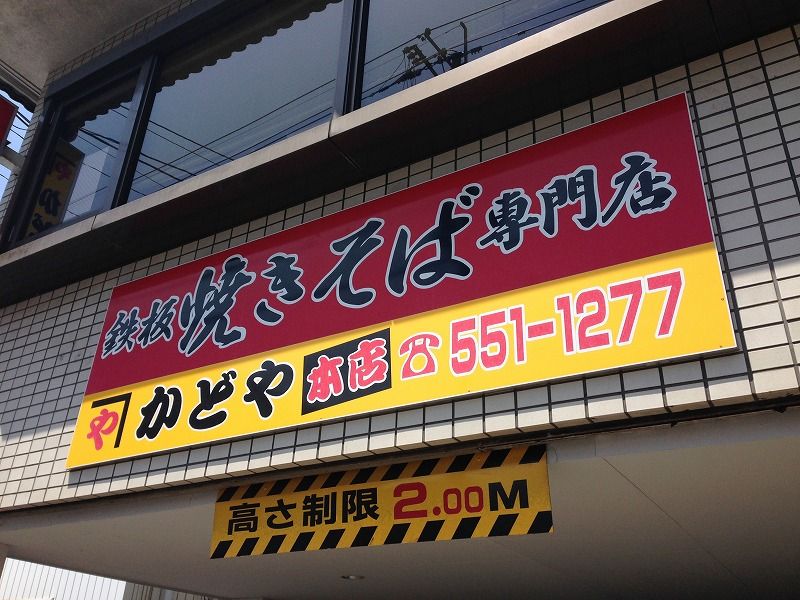 鉄板焼きそば専門店
や かどや 本店 ☎551-1277
高さ制限 2.00M